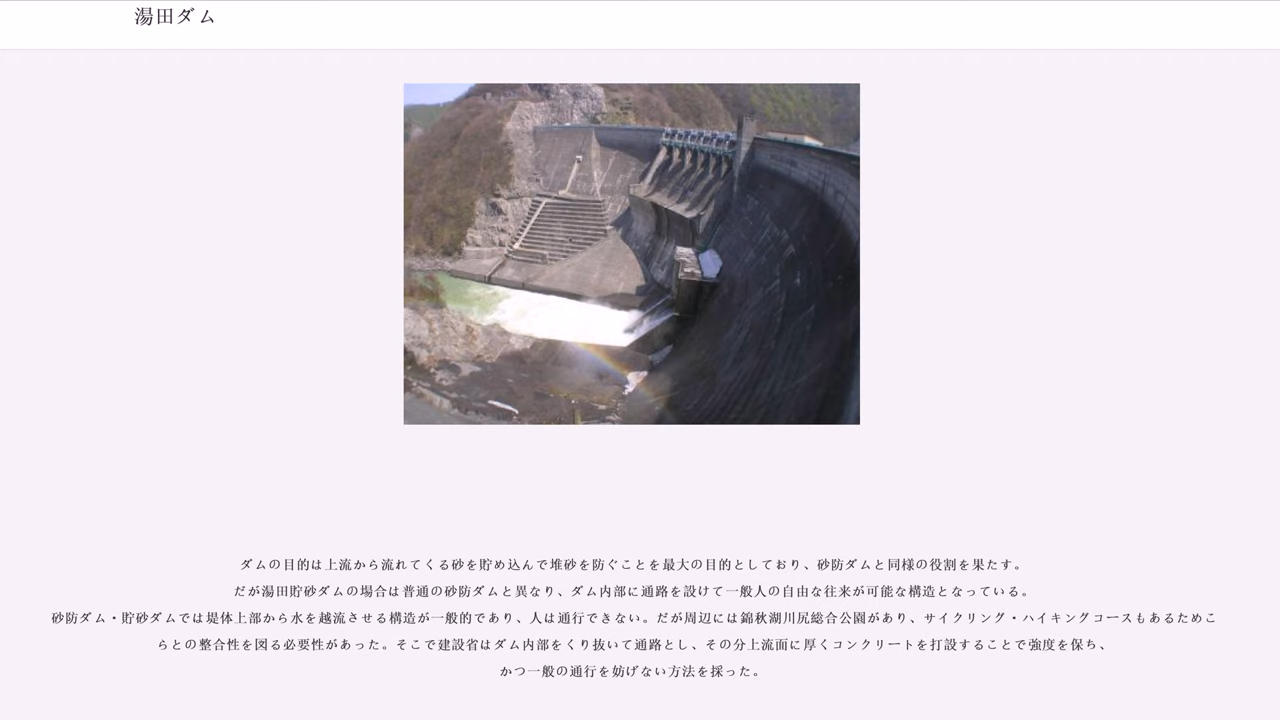 湯田ダム
ダムの目的は上流から流れてくる砂を貯め込んで堆砂を防ぐことを最大の目的としており、砂防ダムと同様の役割を果たす。
だが湯田貯砂ダムの場合は普通の砂防ダムと異なり、ダム内部に通路を設けて一般人の自由な往来が可能な構造となっている。
砂防ダム・貯砂ダムでは堤体上部から水を越流させる構造が一般的であり、人は通行できない。だが周辺には錦秋湖川尻総合公園があり、サイクリング・ハイキングコースもあるためこ
らとの整合性を図る必要性があった。そこで建設省はダム内部をくり抜いて通路とし、その分上流面に厚くコンクリートを打設することで強度を保ち、
かつ一般の通行を妨げない方法を採った。